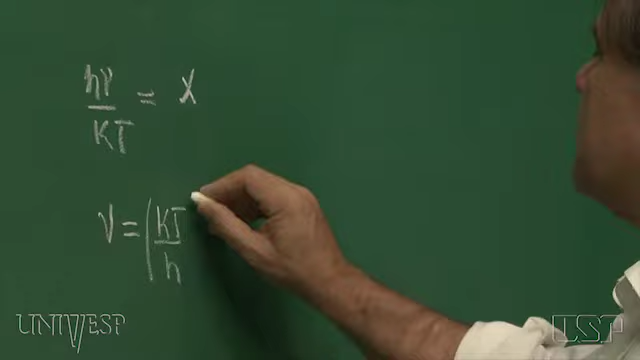 hν/KT = x
ν = (KT/h
UNIVESP
USP